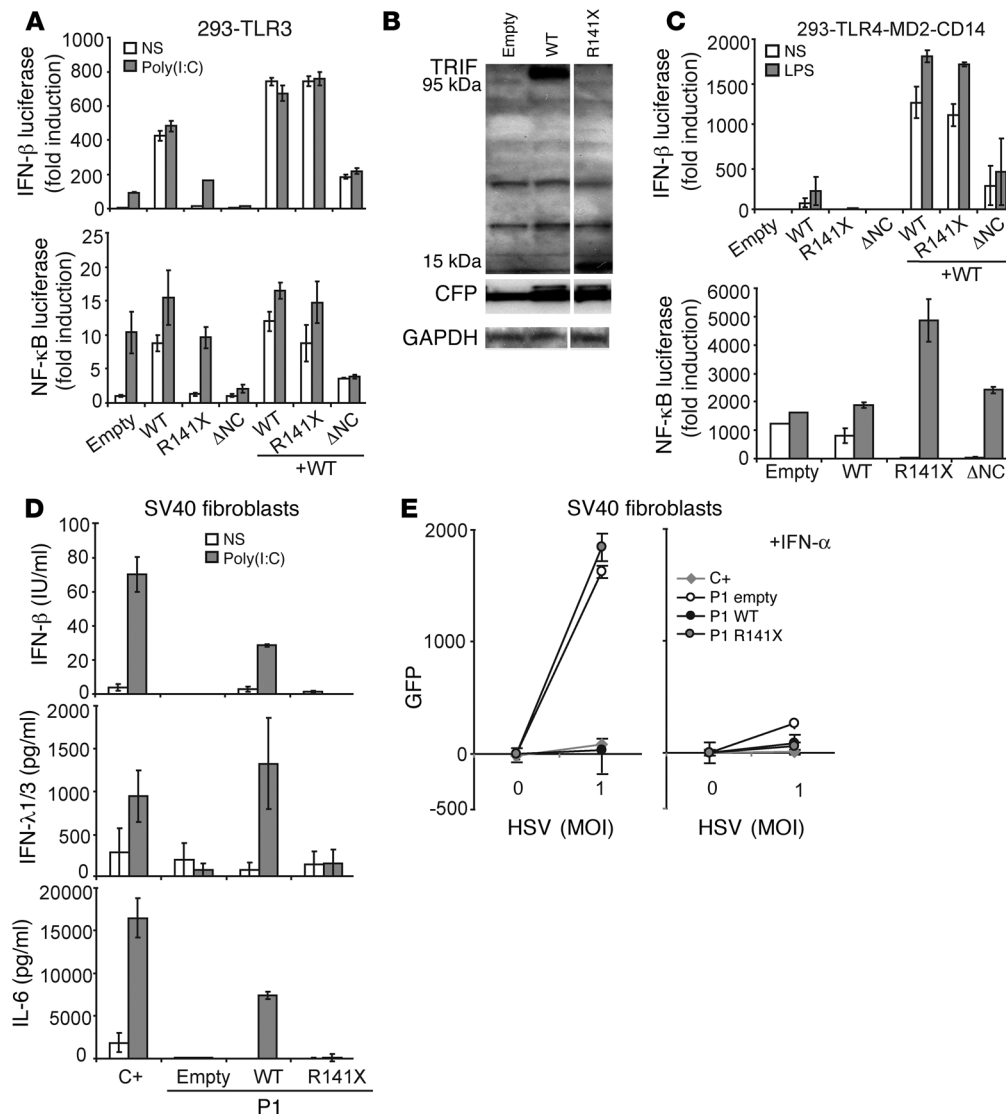 A
293-TLR3
NS
Poly(I:C)
IFN-β luciferase
(fold induction)
1000
800
600
400
200
0
NF-κB luciferase
(fold induction)
25
20
15
10
5
0
Empty
WT
R141X
ΔNC
WT
R141X
ΔNC
+WT
B
Empty
WT
R141X
TRIF
95 kDa
15 kDa
CFP
GAPDH
C
293-TLR4-MD2-CD14
NS
LPS
IFN-β luciferase
(fold induction)
2000
1500
1000
500
0
Empty
WT
R141X
ΔNC
WT
R141X
ΔNC
+WT
NF-κB luciferase
(fold induction)
6000
5000
4000
3000
2000
1000
0
Empty
WT
R141X
ΔNC
D
SV40 fibroblasts
NS
Poly(I:C)
IFN-β (IU/ml)
100
80
60
40
20
0
IFN-λ1/3 (pg/ml)
2000
1500
1000
500
0
IL-6 (pg/ml)
20000
15000
10000
5000
0
C+
Empty
WT
R141X
P1
E
SV40 fibroblasts
+IFN-α
C+
P1 empty
P1 WT
P1 R141X
GFP
2000
1000
0
-500
0
1
HSV (MOI)
0
1
HSV (MOI)